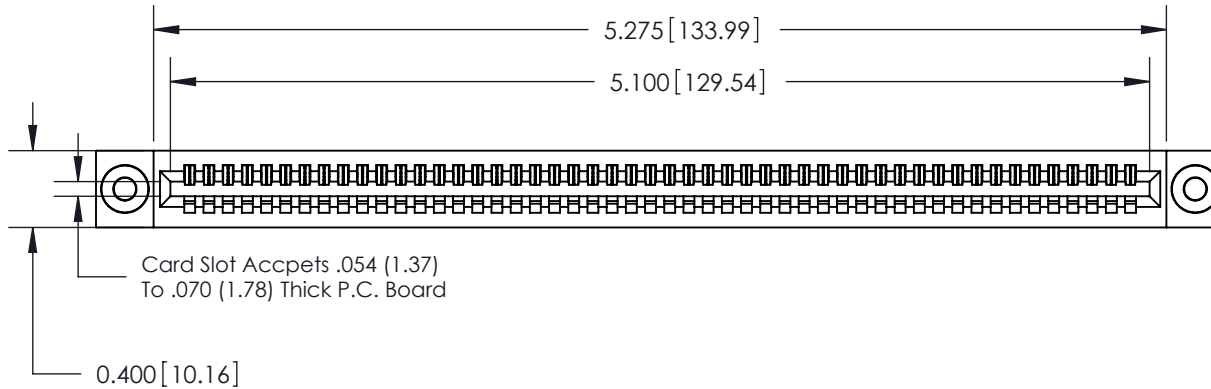 5.275[133.99]
5.100[129.54]
Card Slot Accpets .054 (1.37)
To .070 (1.78) Thick P.C. Board
0.400[10.16]